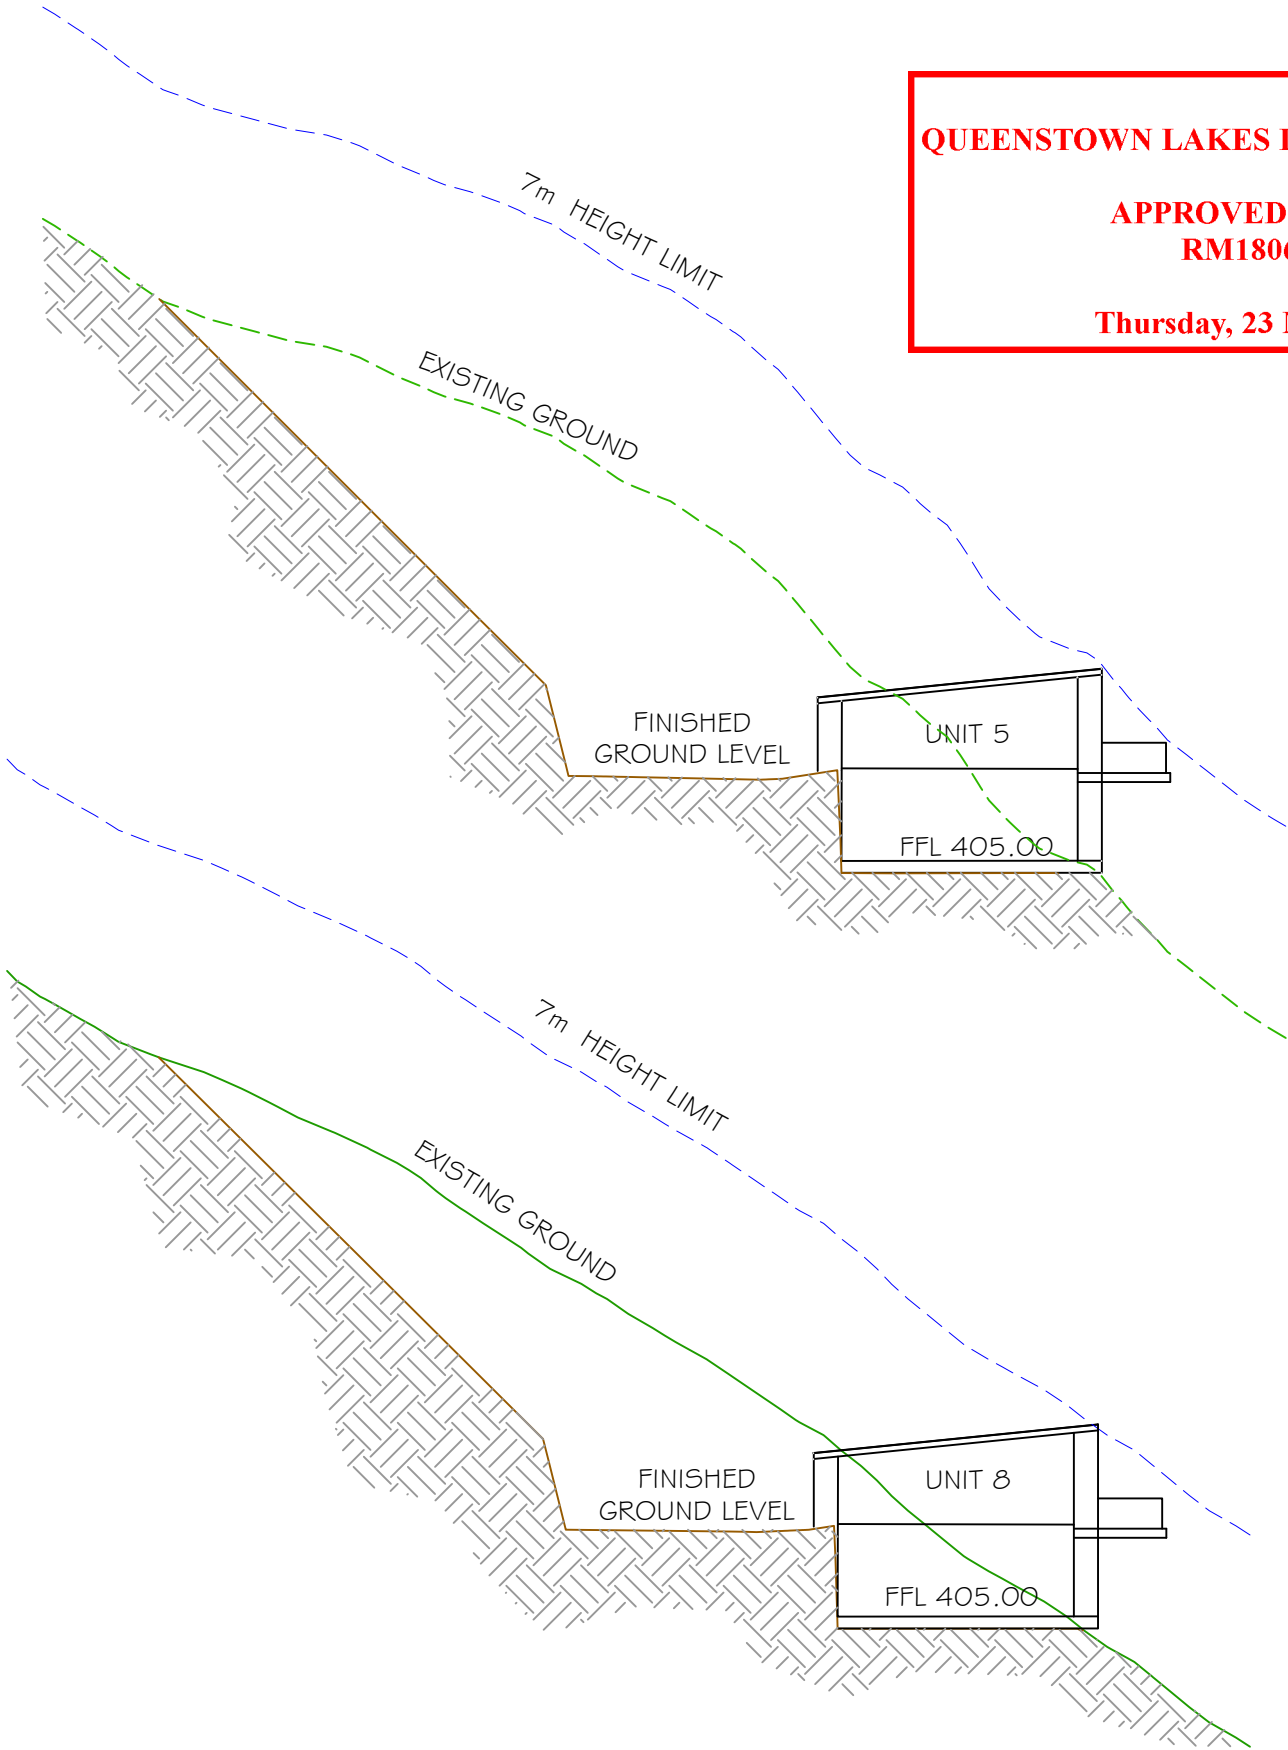 QUEENSTOWN LAKES
APPROVED
RM1806
Thursday, 23
7m HEIGHT LIMIT
EXISTING GROUND
FINISHED
GROUND LEVEL
UNIT 5
FFL 405.00
7m HEIGHT LIMIT
EXISTING GROUND
FINISHED
GROUND LEVEL
UNIT 8
FFL 405.00